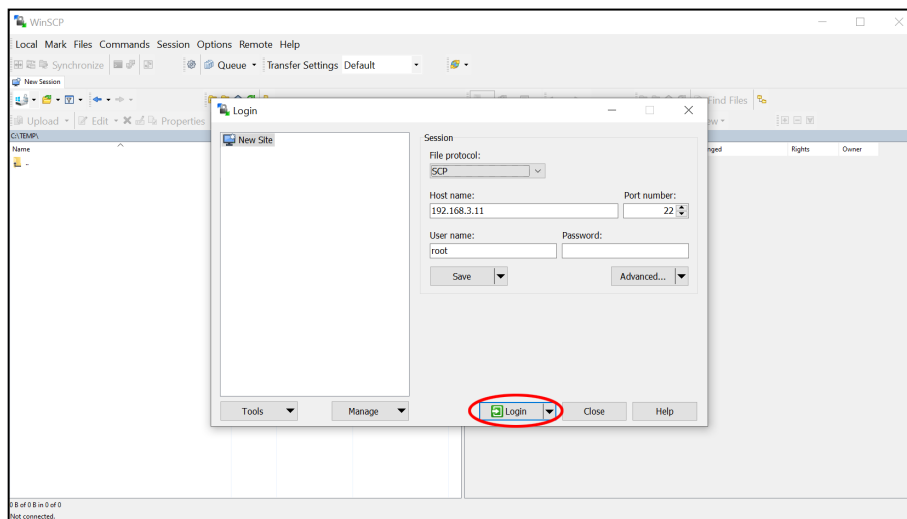 WinSCP
Local Mark Files Commands Session Options Remote Help
Synchronize Queue Transfer Settings Default
New Session
Find Files
Upload Edit Properties
C:\TEMP\
Name
Rights Owner
..
Login
New Site
Session
File protocol:
SCP
Host name: Port number:
192.168.3.11 22
User name: Password:
root
Save Advanced...
Tools Manage Login Close Help
0 B of 0 B in 0 of 0
Not connected.